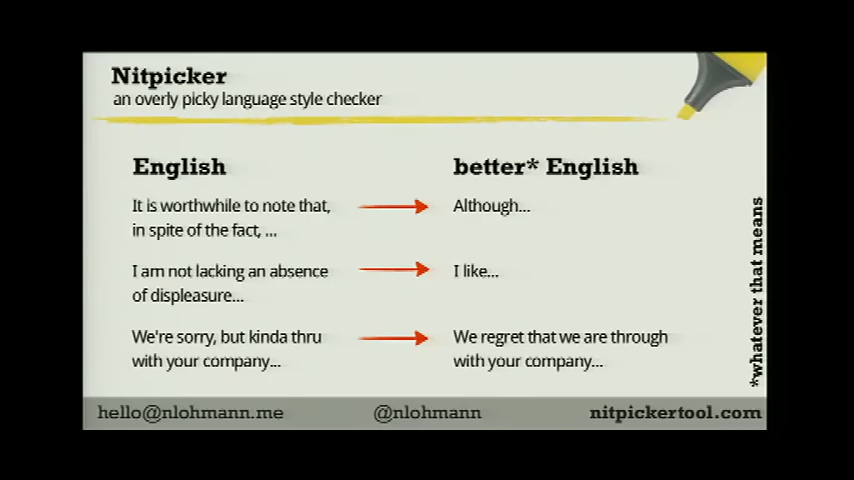 Nitpicker
an overly picky language style checker
English
better* English
It is worthwhile to note that,
in spite of the fact, ...
Although...
I am not lacking an absence
of displeasure...
I like...
We're sorry, but kinda thru
with your company...
We regret that we are through
with your company...
*whatever that means
hello@nlohmann.me
@nlohmann
nitpickertool.com